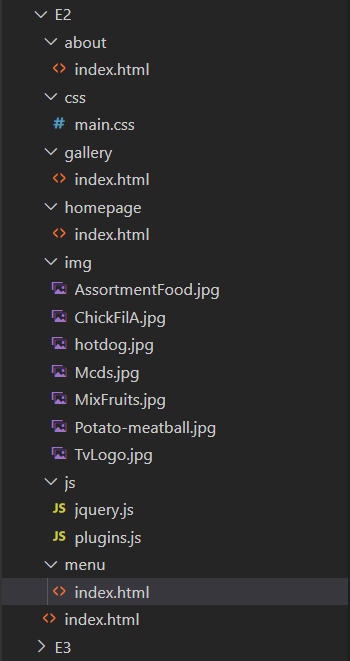 E2
about
index.html
css
# main.css
gallery
index.html
homepage
index.html
img
AssortmentFood.jpg
ChickFilA.jpg
hotdog.jpg
Mcds.jpg
MixFruits.jpg
Potato-meatball.jpg
TvLogo.jpg
js
JS jquery.js
JS plugins.js
menu
index.html
index.html
E3